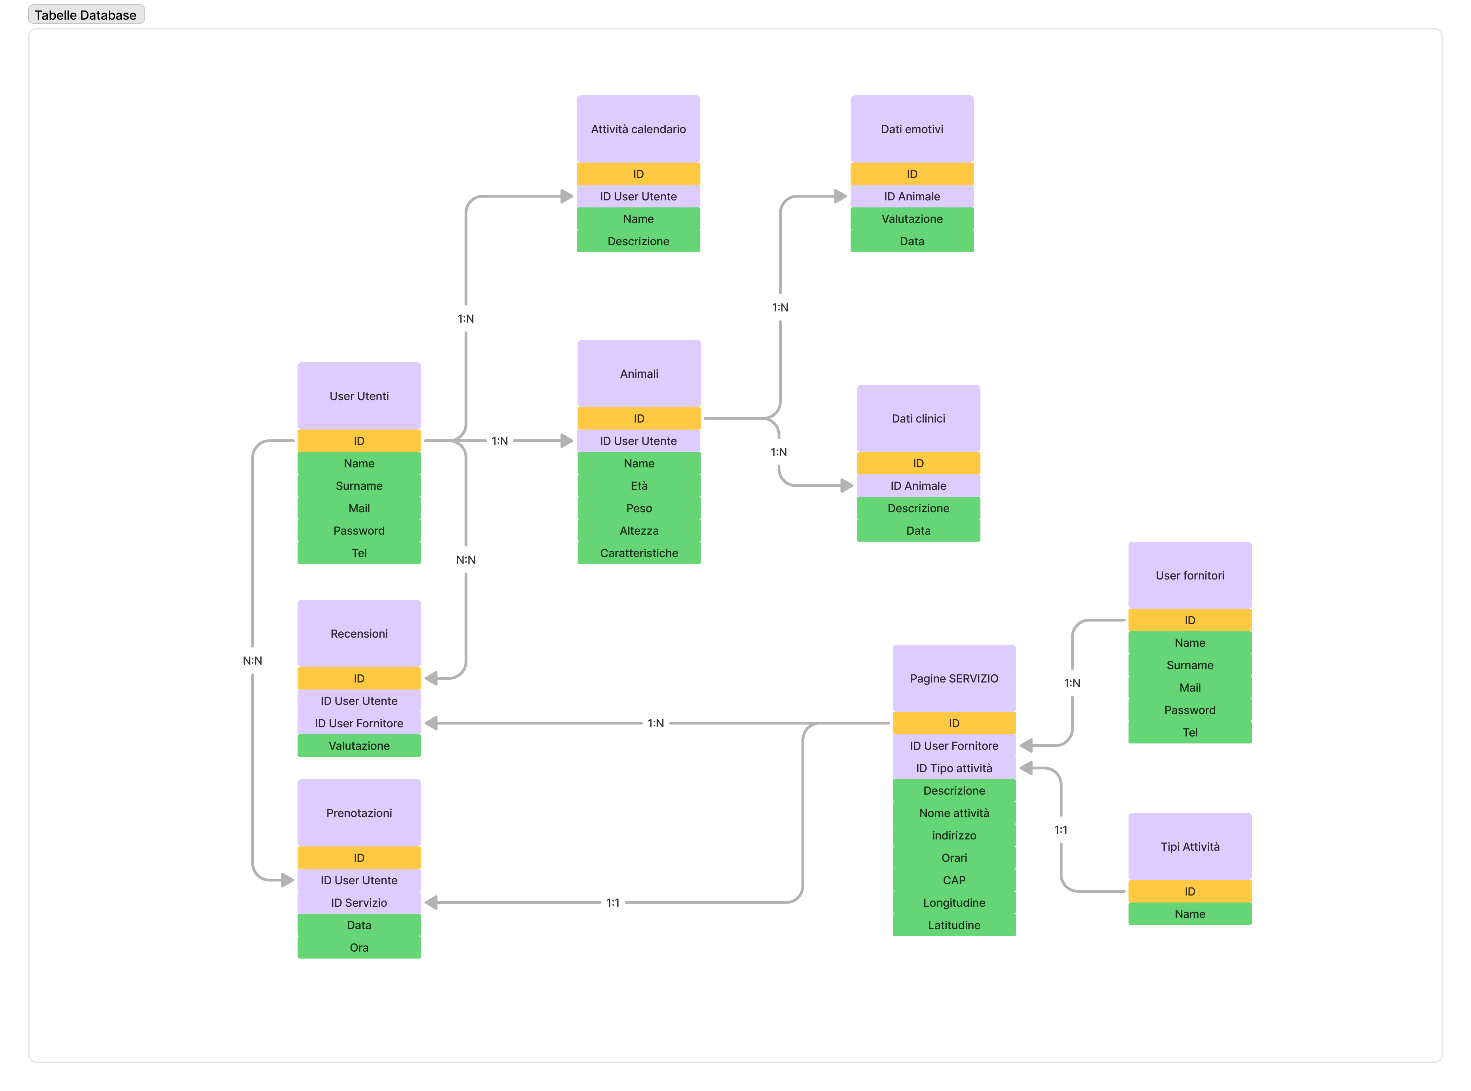 Tabelle Database
Attività calendario
ID
ID User Utente
Name
Descrizione
Dati emotivi
ID
ID Animale
Valutazione
Data
1:N
1:N
User Utenti
ID
Name
Surname
Mail
Password
Tel
1:N
Animali
ID
ID User Utente
Name
Età
Peso
Altezza
Caratteristiche
1:N
Dati clinici
ID
ID Animale
Descrizione
Data
N:N
N:N
Recensioni
ID
ID User Utente
ID User Fornitore
Valutazione
1:N
Prenotazioni
ID
ID User Utente
ID Servizio
Data
Ora
1:1
Pagine SERVIZIO
ID
ID User Fornitore
ID Tipo attività
Descrizione
Nome attività
indirizzo
Orari
CAP
Longitudine
Latitudine
1:N
User fornitori
ID
Name
Surname
Mail
Password
Tel
1:1
Tipi Attività
ID
Name